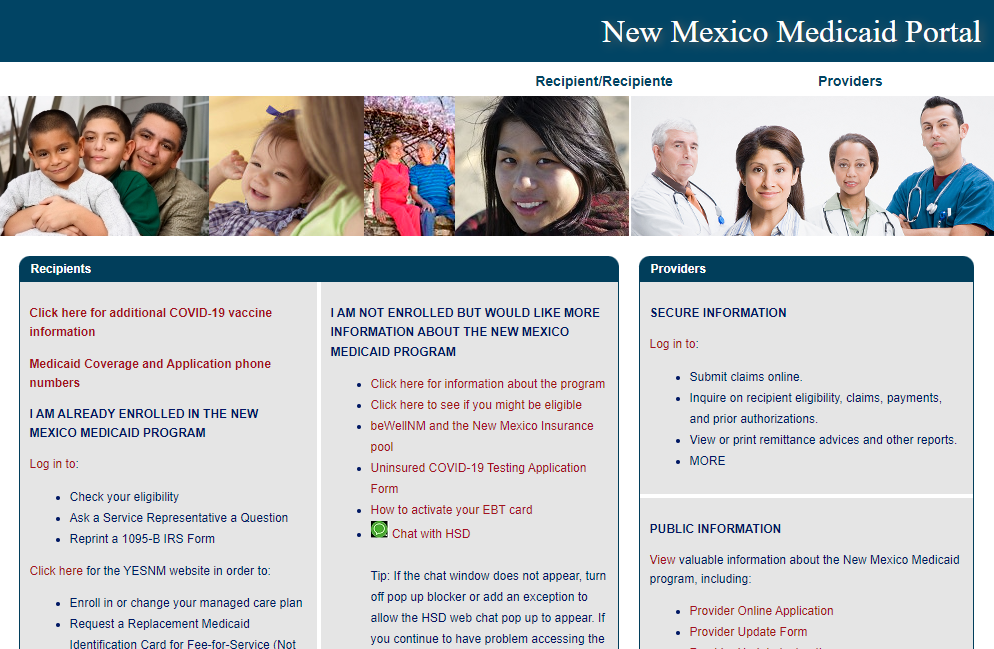 New Mexico Medicaid Portal
Recipient/Recipiente
Providers
Recipients
Click here for additional COVID-19 vaccine
information
Medicaid Coverage and Application phone
numbers
I AM ALREADY ENROLLED IN THE NEW
MEXICO MEDICAID PROGRAM
Log in to:
Check your eligibility
Ask a Service Representative a Question
Reprint a 1095-B IRS Form
Click here for the YESNM website in order to:
Enroll in or change your managed care plan
Request a Replacement Medicaid
Identification Card for Fee-for-Service (Not
I AM NOT ENROLLED BUT WOULD LIKE MORE
INFORMATION ABOUT THE NEW MEXICO
MEDICAID PROGRAM
Click here for information about the program
Click here to see if you might be eligible
beWellNM and the New Mexico Insurance
pool
Uninsured COVID-19 Testing Application
Form
How to activate your EBT card
Chat with HSD
Tip: If the chat window does not appear, turn
off pop up blocker or add an exception to
allow the HSD web chat pop up to appear. If
you continue to have problem accessing the
Providers
SECURE INFORMATION
Log in to:
Submit claims online.
Inquire on recipient eligibility, claims, payments,
and prior authorizations.
View or print remittance advices and other reports.
MORE
PUBLIC INFORMATION
View valuable information about the New Mexico Medicaid
program, including:
Provider Online Application
Provider Update Form